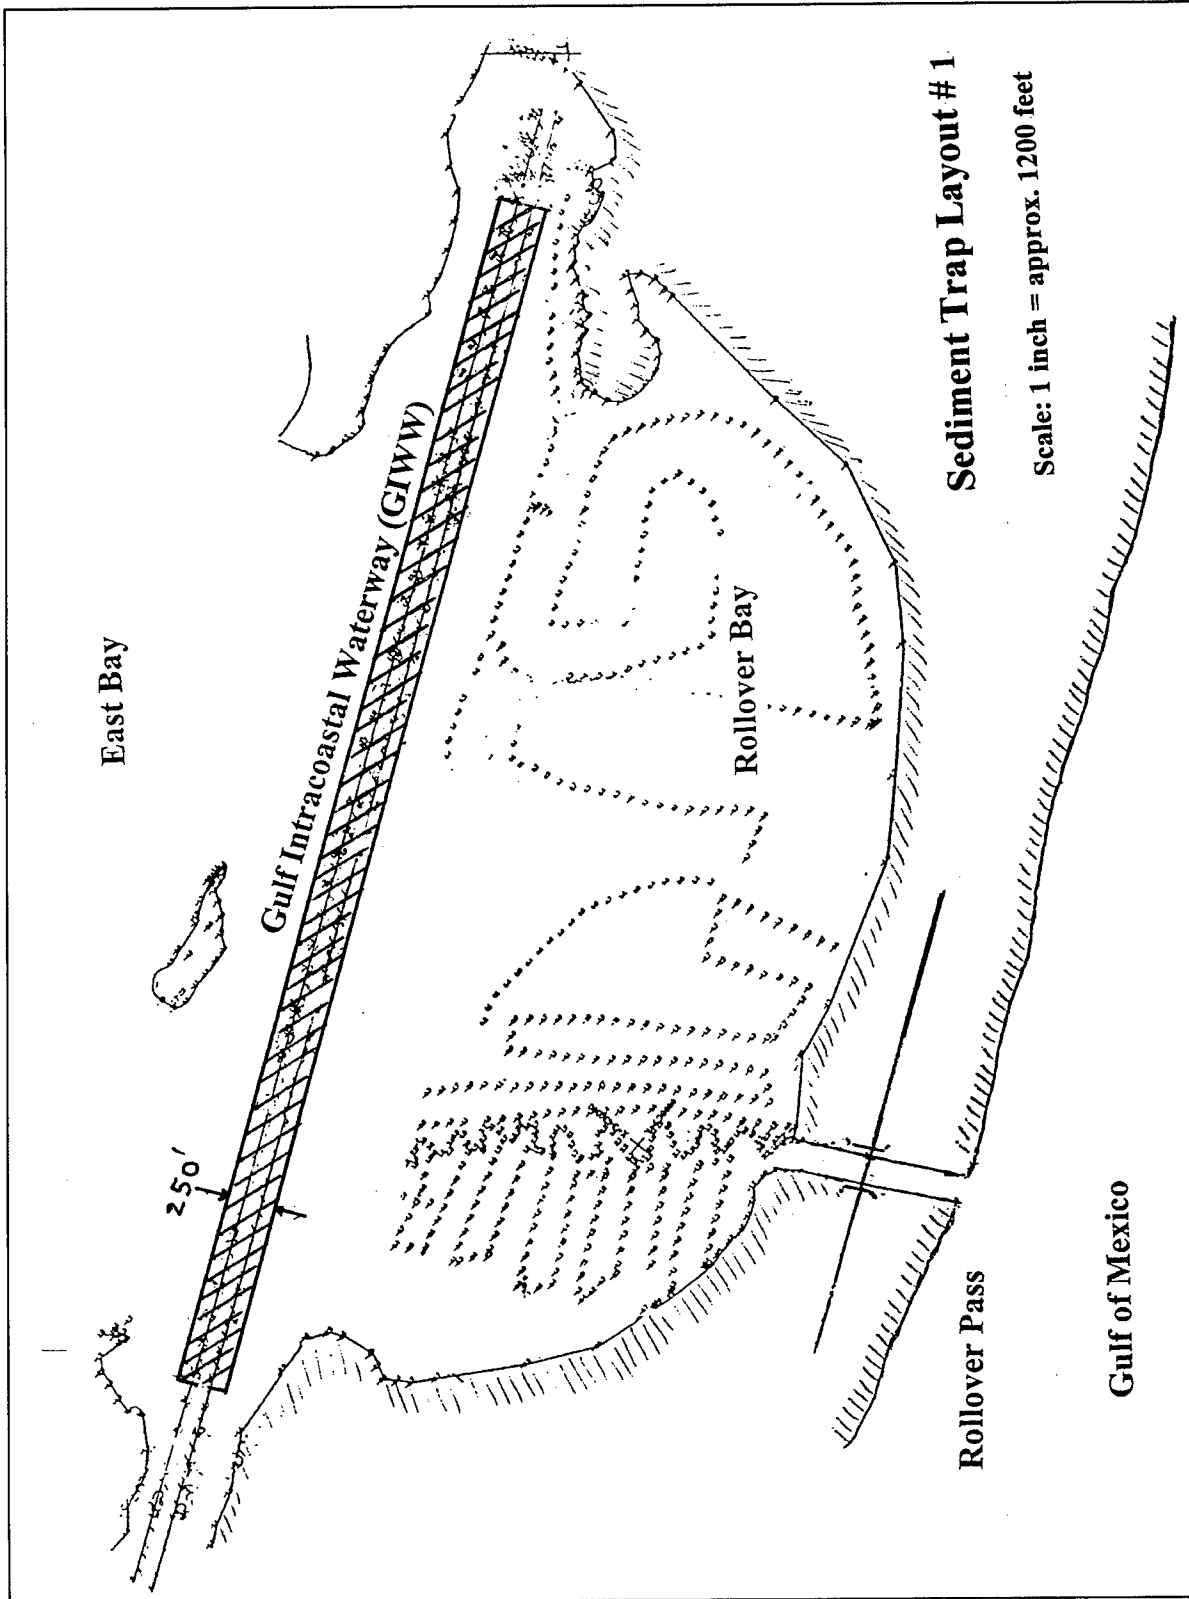 East Bay
250'
Gulf Intracoastal Waterway (GIWW)
Rollover Bay
Rollover Pass
Gulf of Mexico
Sediment Trap Layout # 1
Scale: 1 inch = approx. 1200 feet